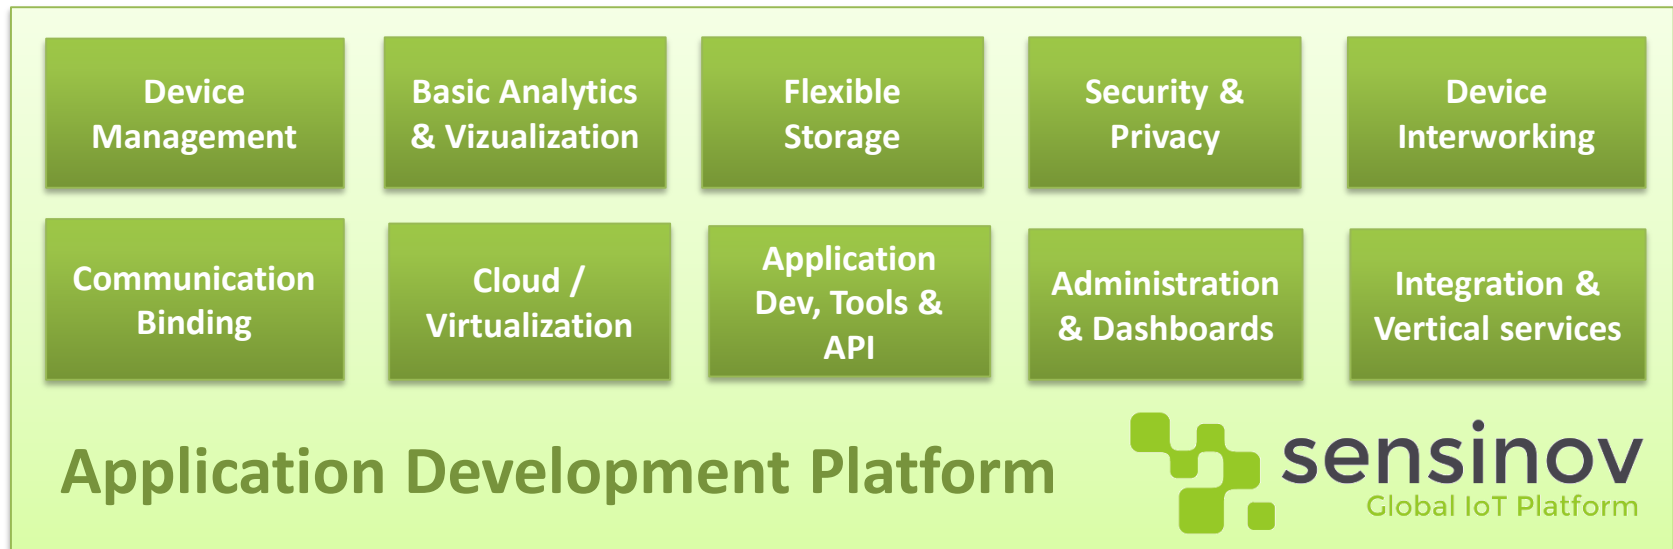 Device
Management
Basic Analytics
& Vizualization
Flexible
Storage
Security &
Privacy
Device
Interworking
Communication
Binding
Cloud /
Virtualization
Application
Dev, Tools &
API
Administration
& Dashboards
Integration &
Vertical services
Application Development Platform
sensinov
Global IoT Platform